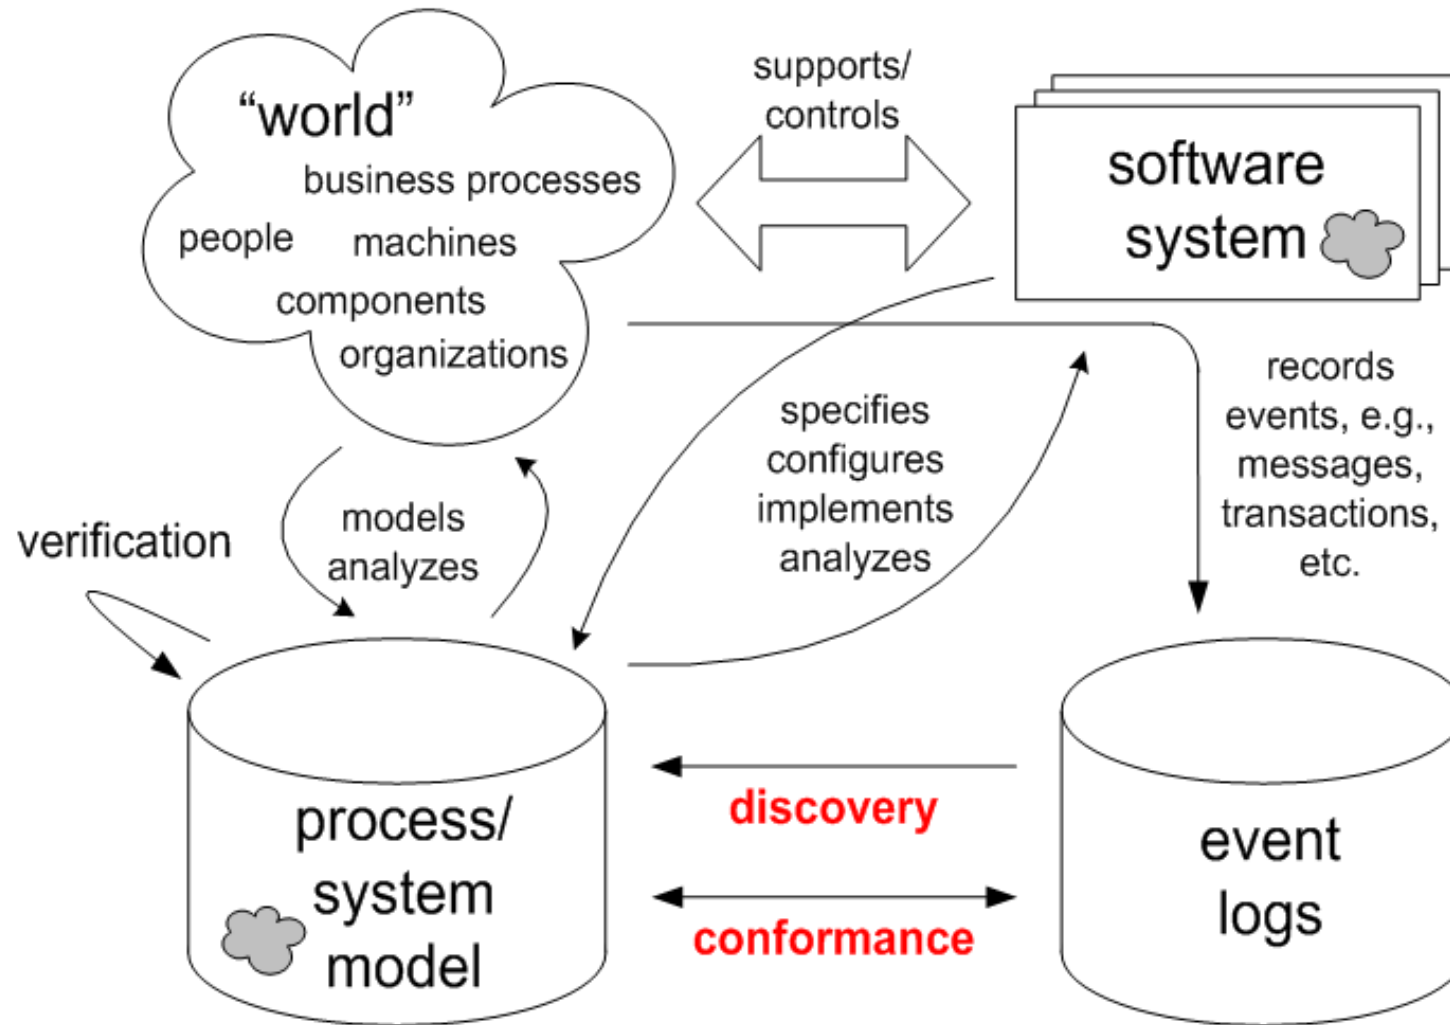 “world”
business processes
people
machines
components
organizations
supports/
controls
software
system
records
events, e.g.,
messages,
transactions,
etc.
specifies
configures
implements
analyzes
models
analyzes
verification
process/
system
model
discovery
conformance
event
logs